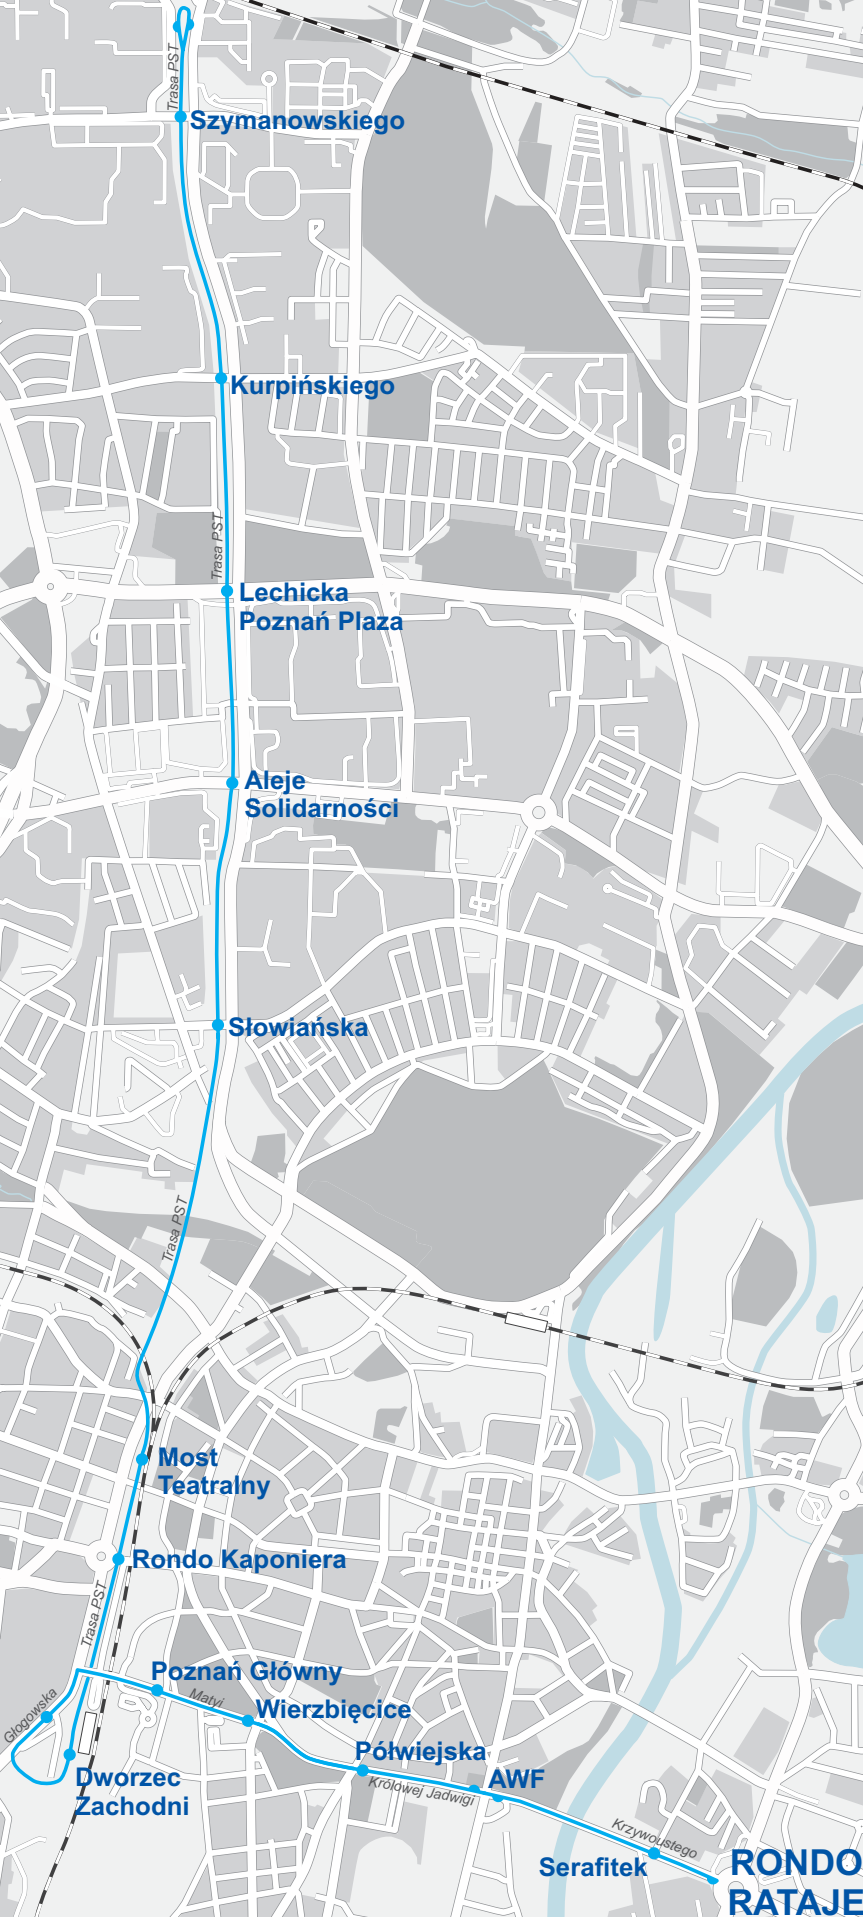 Trasa PST
Szymanowskiego
Kurpińskiego
Trasa PST
Lechicka
Poznań Plaza
Aleje
Solidarności
Słowiańska
Trasa PST
Most
Teatralny
Rondo Kaponiera
Trasa PST
Poznań Główny
Głogowska
Matyi
Wierzbięcice
Półwiejska
Dworzec
Zachodni
AWF
Królowej Jadwigi
Krzywoustego
Serafitek
RONDO
RATAJE